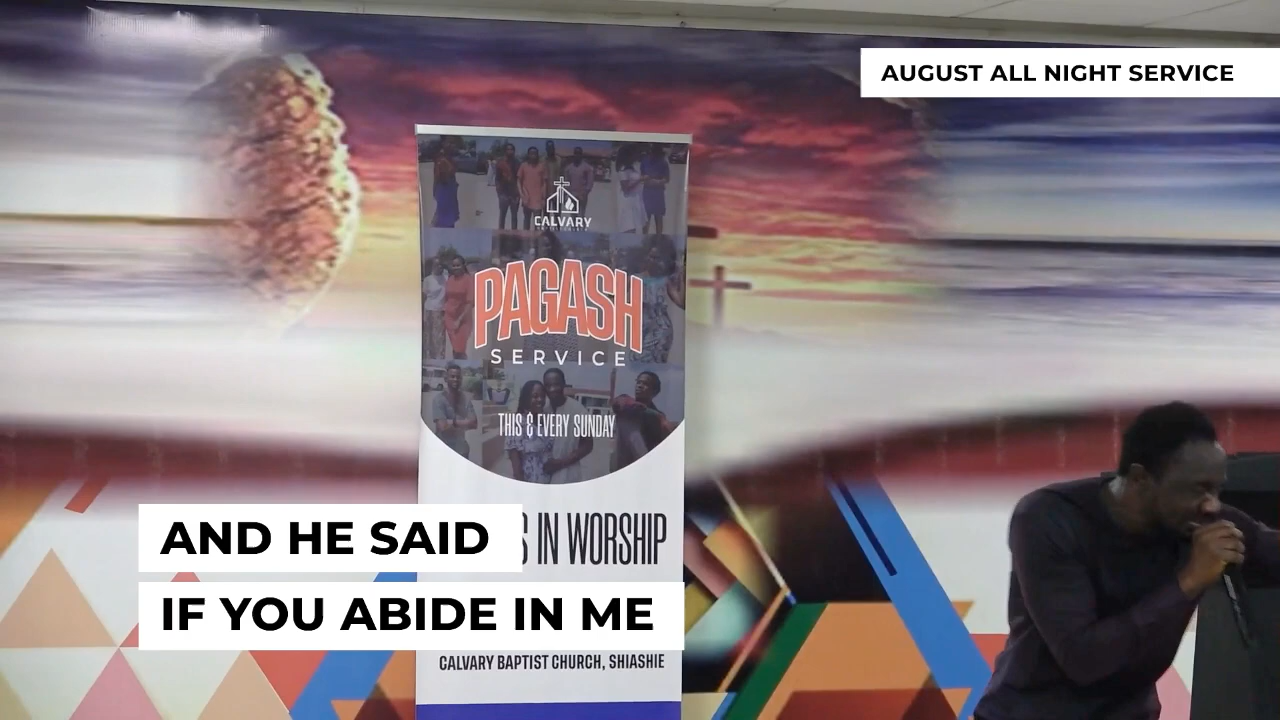 AUGUST ALL NIGHT SERVICE
CALVARY
PAGASH
SERVICE
THIS & EVERY SUNDAY
S IN WORSHIP
AND HE SAID
IF YOU ABIDE IN ME
CALVARY BAPTIST CHURCH, SHIASHIE